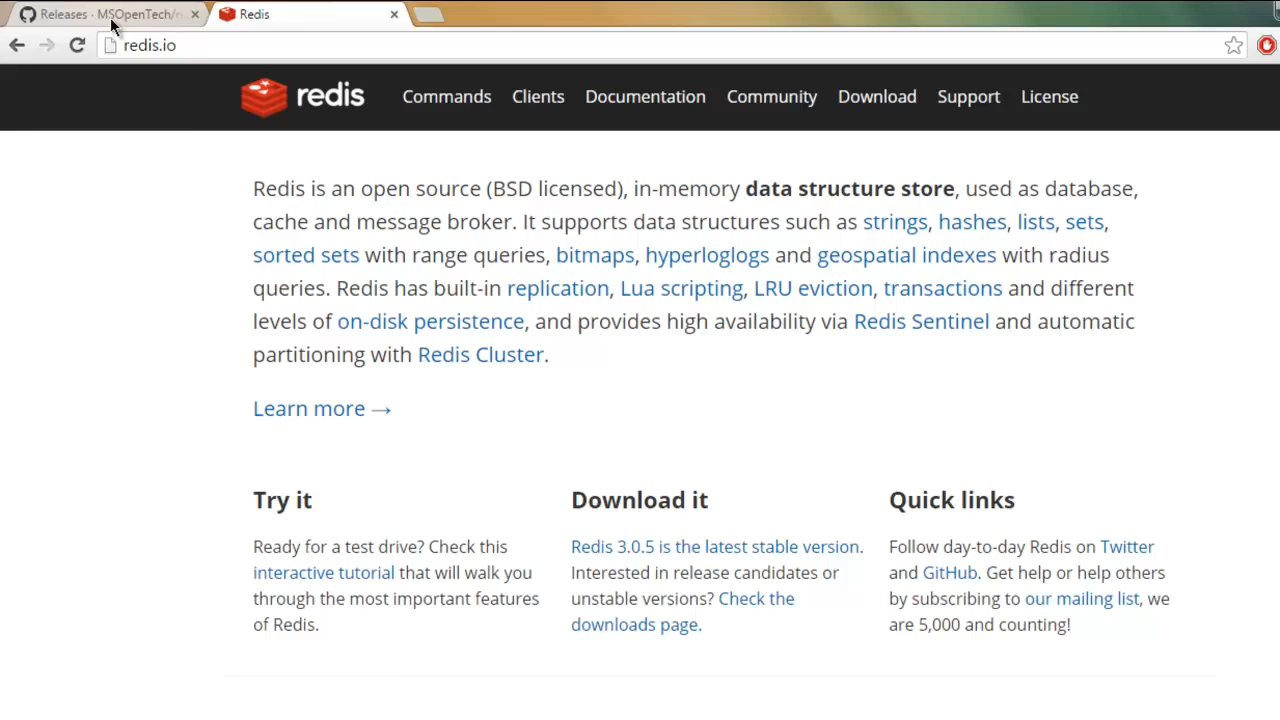 Releases · MSOpenTech/r
Redis
redis.io
redis Commands Clients Documentation Community Download Support License
Redis is an open source (BSD licensed), in-memory data structure store, used as database,
cache and message broker. It supports data structures such as strings, hashes, lists, sets,
sorted sets with range queries, bitmaps, hyperloglogs and geospatial indexes with radius
queries. Redis has built-in replication, Lua scripting, LRU eviction, transactions and different
levels of on-disk persistence, and provides high availability via Redis Sentinel and automatic
partitioning with Redis Cluster.
Learn more →
Try it
Ready for a test drive? Check this
interactive tutorial that will walk you
through the most important features
of Redis.
Download it
Redis 3.0.5 is the latest stable version.
Interested in release candidates or
unstable versions? Check the
downloads page.
Quick links
Follow day-to-day Redis on Twitter
and GitHub. Get help or help others
by subscribing to our mailing list, we
are 5,000 and counting!